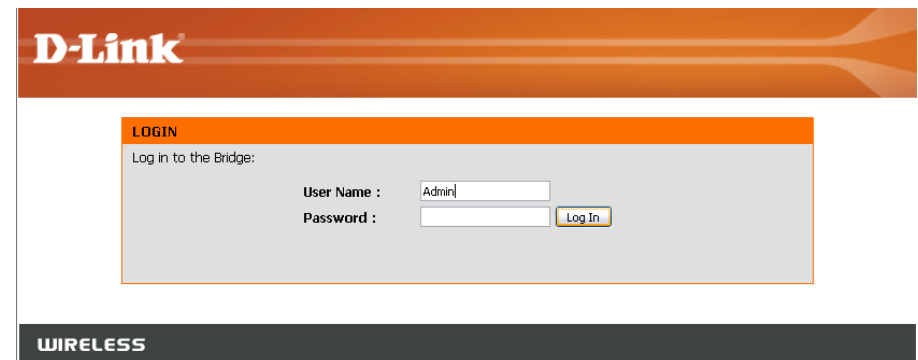 D-Link®
LOGIN
Log in to the Bridge:
User Name :
Admin
Password :
Log In
WIRELESS